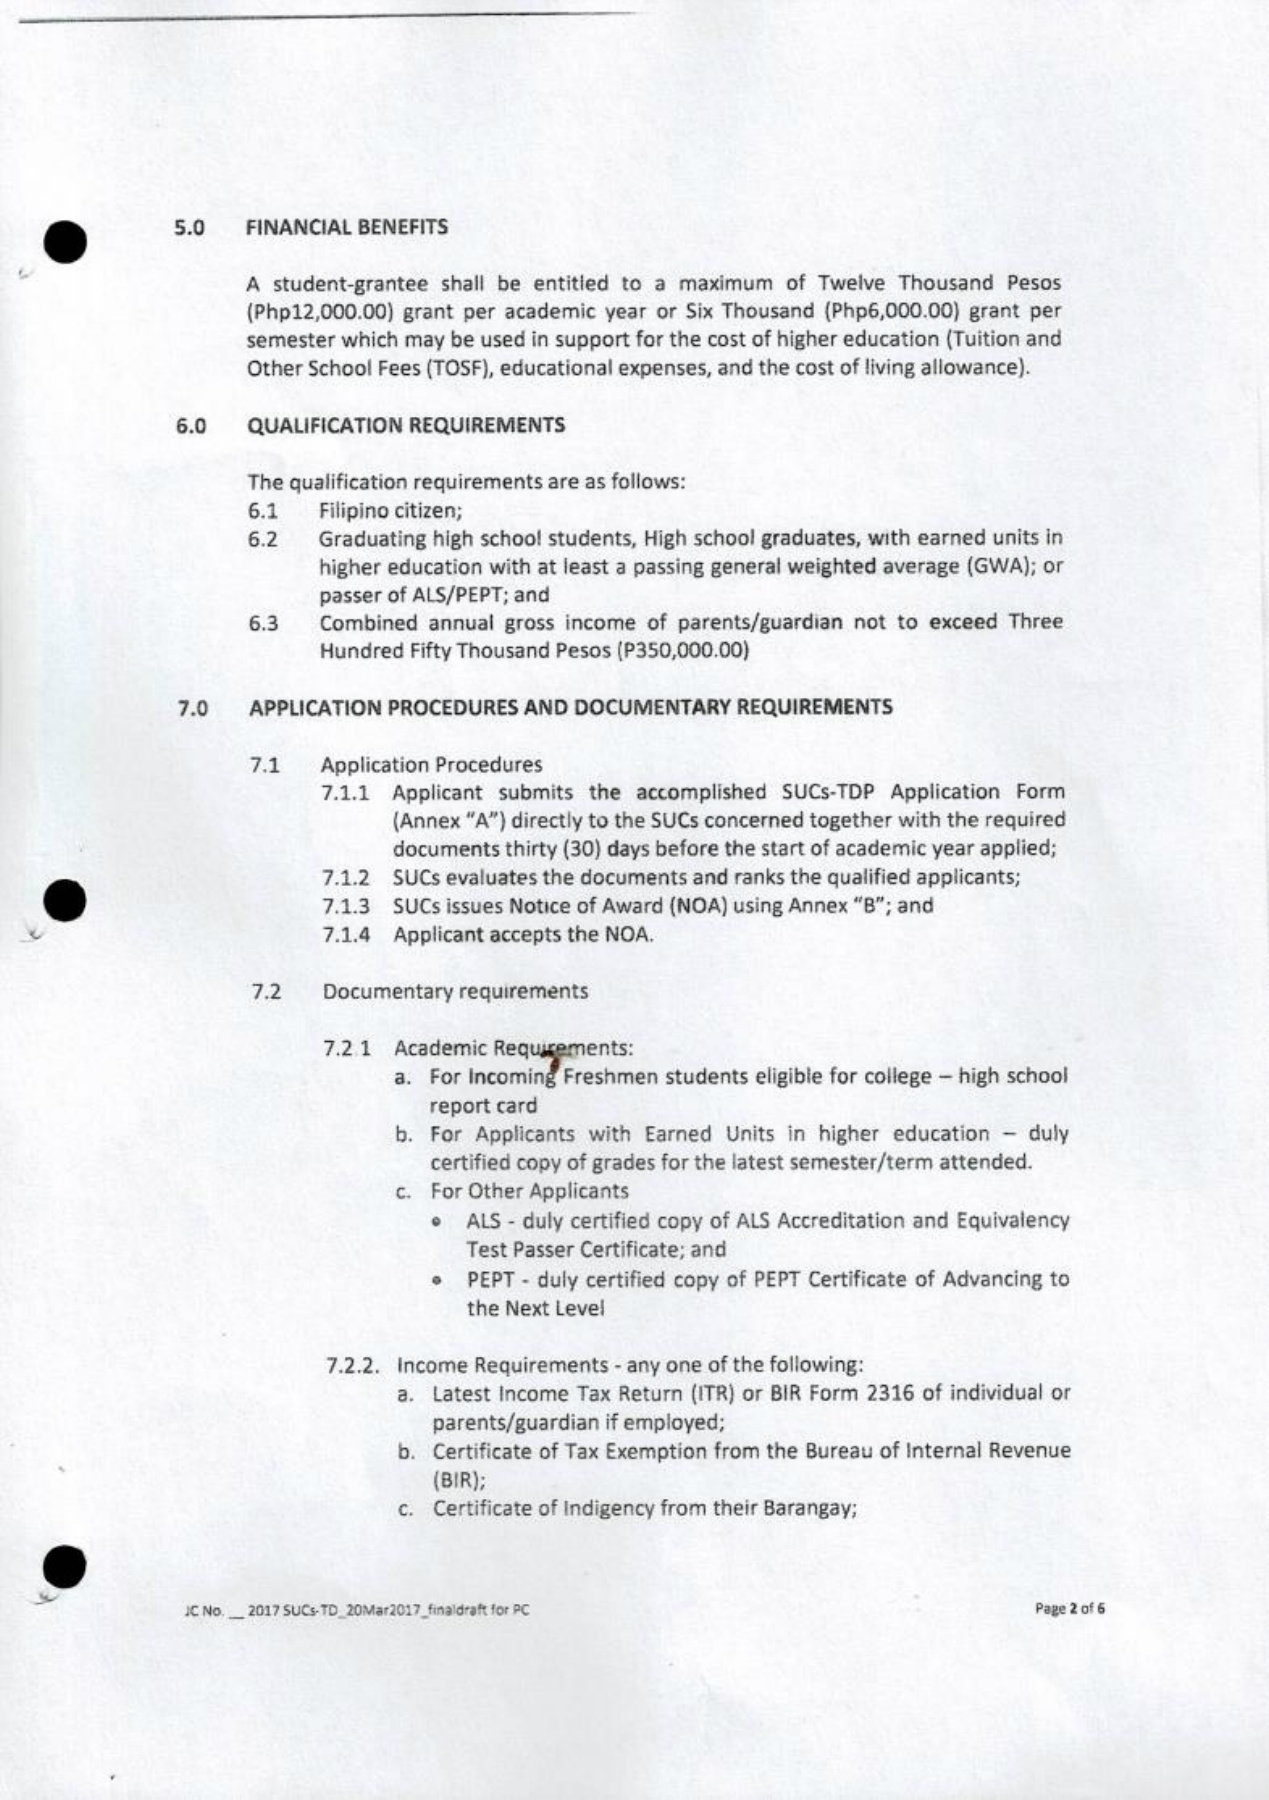 5.0 FINANCIAL BENEFITS
A student-grantee shall be entitled to a maximum of Twelve Thousand Pesos
(Php12,000.00) grant per academic year or Six Thousand (Php6,000.00) grant per
semester which may be used in support for the cost of higher education (Tuition and
Other School Fees (TOSF), educational expenses, and the cost of living allowance).
6.0 QUALIFICATION REQUIREMENTS
The qualification requirements are as follows:
6.1 Filipino citizen;
6.2 Graduating high school students, High school graduates, with earned units in
higher education with at least a passing general weighted average (GWA); or
passer of ALS/PEPT; and
6.3 Combined annual gross income of parents/guardian not to exceed Three
Hundred Fifty Thousand Pesos (P350,000.00)
7.0 APPLICATION PROCEDURES AND DOCUMENTARY REQUIREMENTS
7.1 Application Procedures
7.1.1 Applicant submits the accomplished SUCs-TDP Application Form
(Annex “A”) directly to the SUCs concerned together with the required
documents thirty (30) days before the start of academic year applied;
7.1.2 SUCs evaluates the documents and ranks the qualified applicants;
7.1.3 SUCs issues Notice of Award (NOA) using Annex “B”; and
7.1.4 Applicant accepts the NOA.
7.2 Documentary requirements
7.2.1 Academic Requirements:
a. For Incoming Freshmen students eligible for college – high school
report card
b. For Applicants with Earned Units in higher education – duly
certified copy of grades for the latest semester/term attended.
c. For Other Applicants
• ALS - duly certified copy of ALS Accreditation and Equivalency
Test Passer Certificate; and
• PEPT - duly certified copy of PEPT Certificate of Advancing to
the Next Level
7.2.2. Income Requirements - any one of the following:
a. Latest Income Tax Return (ITR) or BIR Form 2316 of individual or
parents/guardian if employed;
b. Certificate of Tax Exemption from the Bureau of Internal Revenue
(BIR);
c. Certificate of Indigency from their Barangay;
JC No. __ 2017 SUCs-TD_20Mar2017_finaldraft for PC
Page 2 of 6